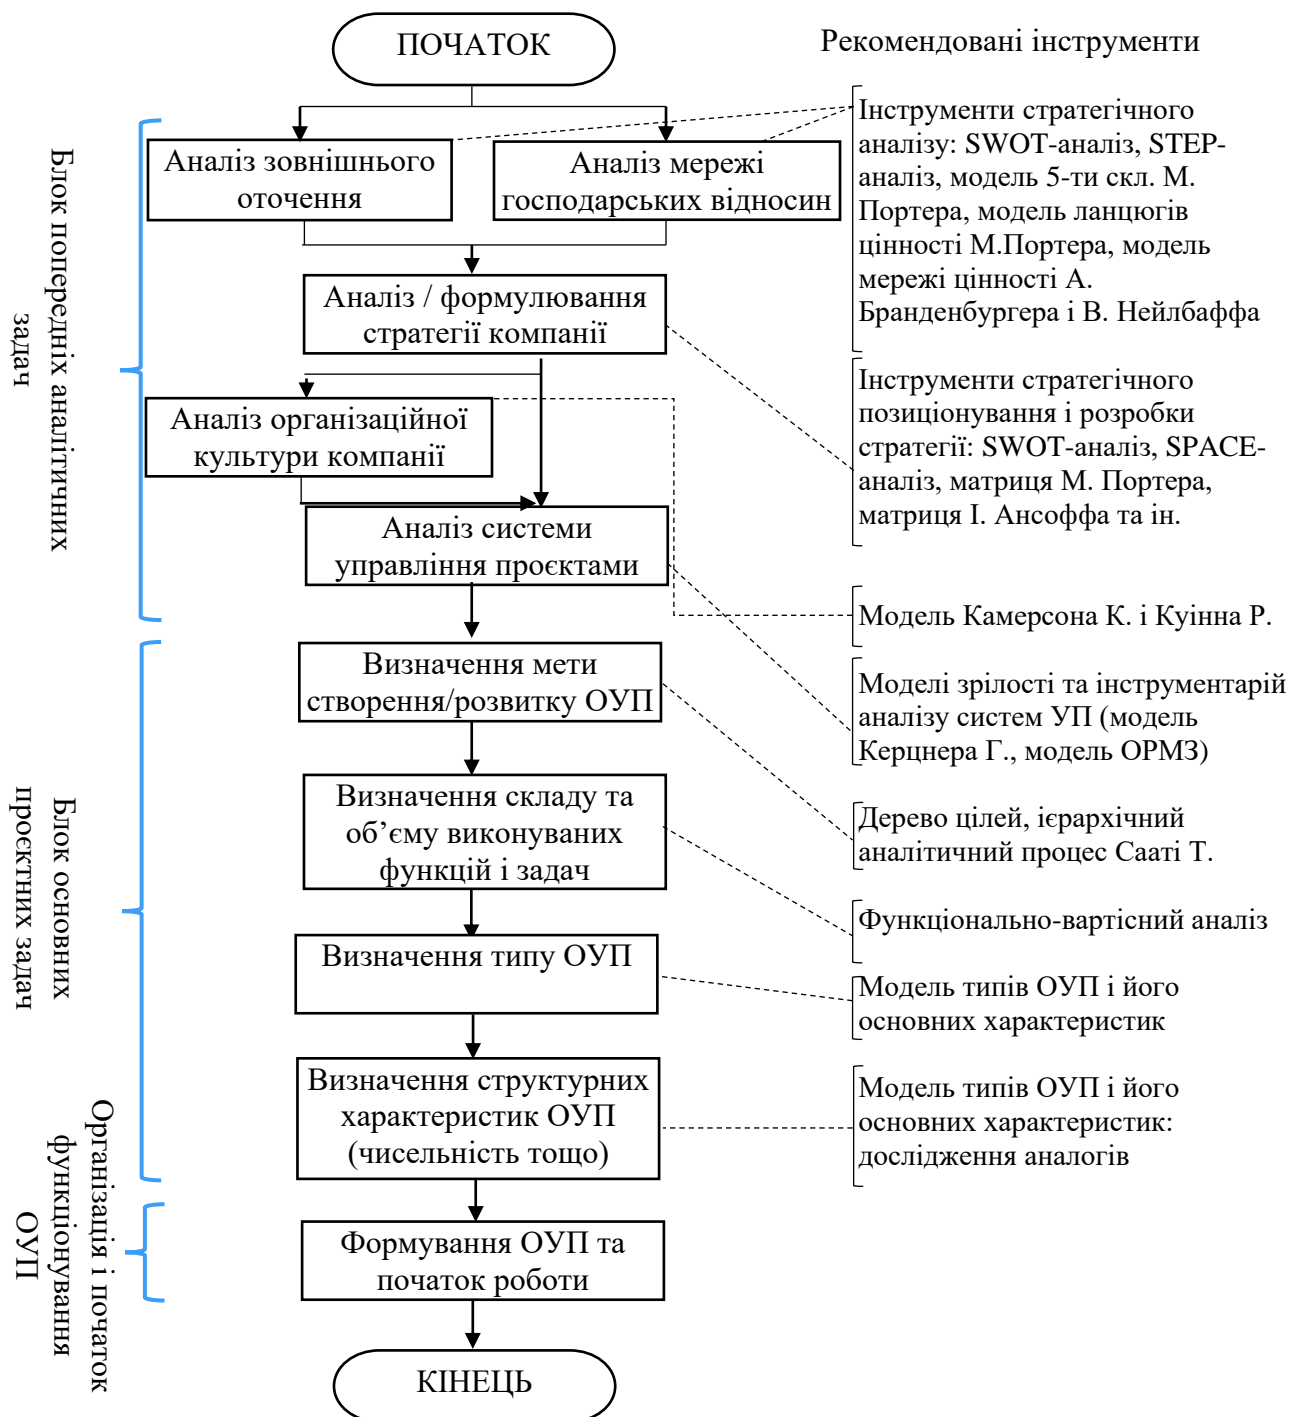 ПОЧАТОК
Рекомендовані інструменти
Аналіз зовнішнього
оточення
Аналіз мережі
господарських відносин
Інструменти стратегічного
аналізу: SWOT-аналіз, STEP-
аналіз, модель 5-ти скл. М.
Портера, модель ланцюгів
цінності М.Портера, модель
мережі цінності А.
Бранденбургера і В. Нейлбаффа
Блок попередніх аналітичних
задач
Аналіз / формулювання
стратегії компанії
Інструменти стратегічного
позиціонування і розробки
стратегії: SWOT-аналіз, SPACE-
аналіз, матриця М. Портера,
матриця І. Ансоффа та ін.
Аналіз організаційної
культури компанії
Аналіз системи
управління проєктами
Модель Камерсона К. і Куінна Р.
Моделі зрілості та інструментарій
аналізу систем УП (модель
Керцнера Г., модель ОРМЗ)
Блок основних
проєктних задач
Визначення мети
створення/розвитку ОУП
Дерево цілей, ієрархічний
аналітичний процес Сааті Т.
Визначення складу та
об’єму виконуваних
функцій і задач
Функціонально-вартісний аналіз
Визначення типу ОУП
Модель типів ОУП і його
основних характеристик
Визначення структурних
характеристик ОУП
(чисельність тощо)
Модель типів ОУП і його
основних характеристик:
дослідження аналогів
Організація і початок
функціонування
ОУП
Формування ОУП та
початок роботи
КІНЕЦЬ